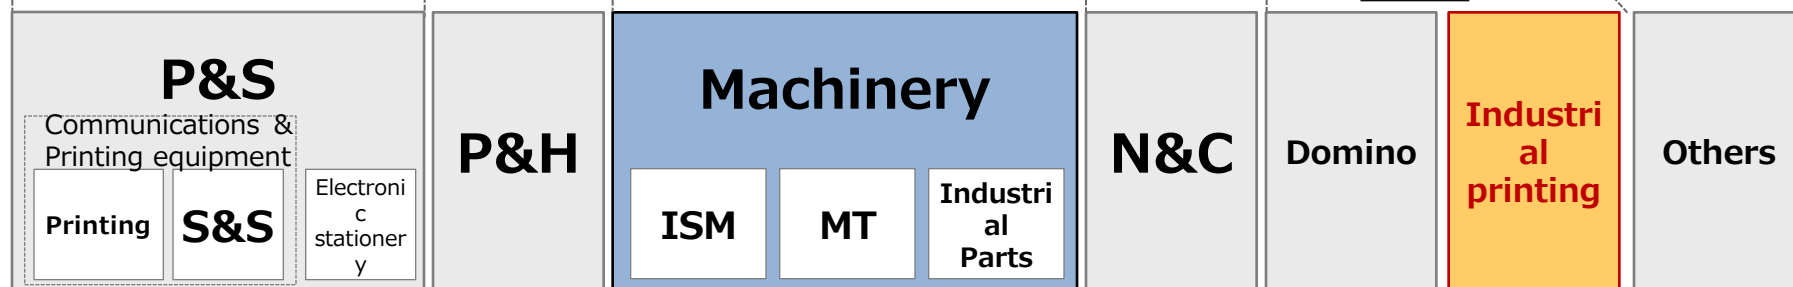 P&S
Communications &
Printing equipment
Printing
S&S
Electroni
c
stationer
y
P&H
Machinery
ISM
MT
Industri
al
Parts
N&C
Domino
Industri
al
printing
Others